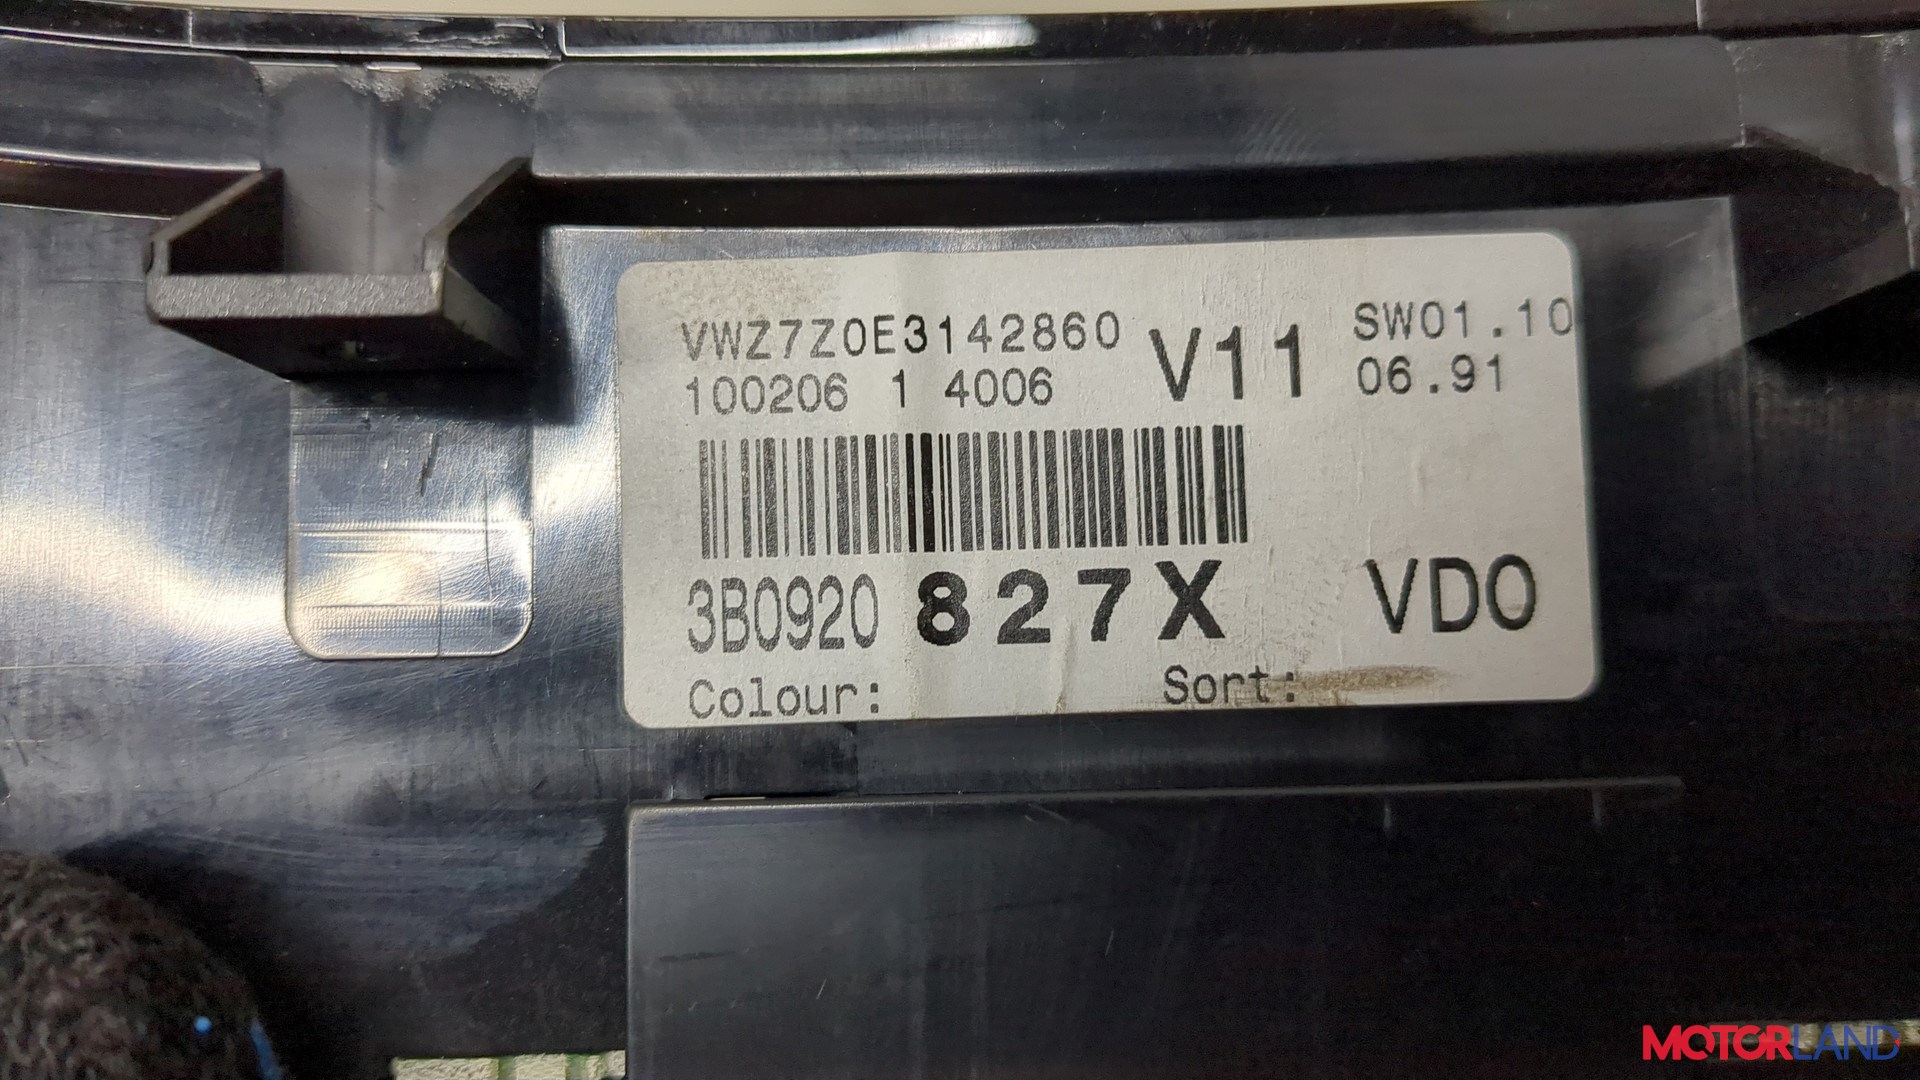 VWZ7Z0E3142860
100206 1 4006
V11
SW01.10
06.91
3B0920 827X
VDO
Colour:
Sort:
MOTORLAND